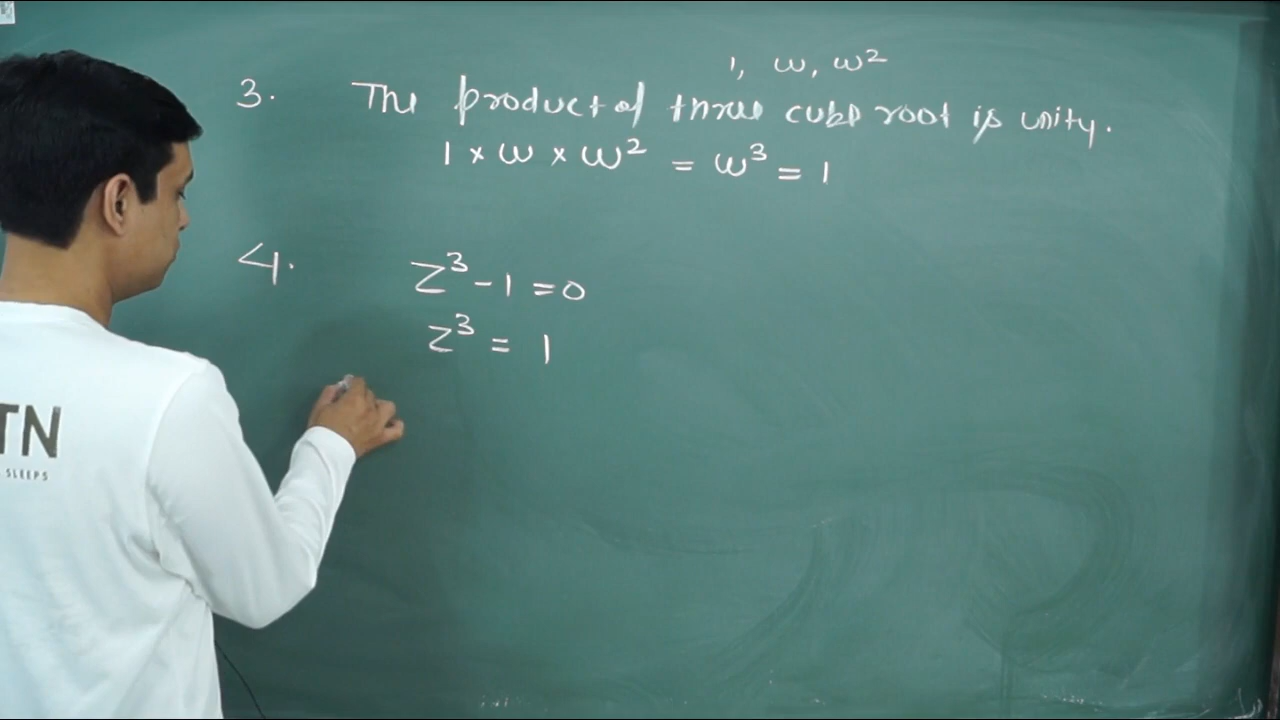 1, ω, ω²
3. The product of three cube root is unity.
1 × ω × ω² = ω³ = 1
4. Z³ - 1 = 0
Z³ = 1
TN
SLEEPS